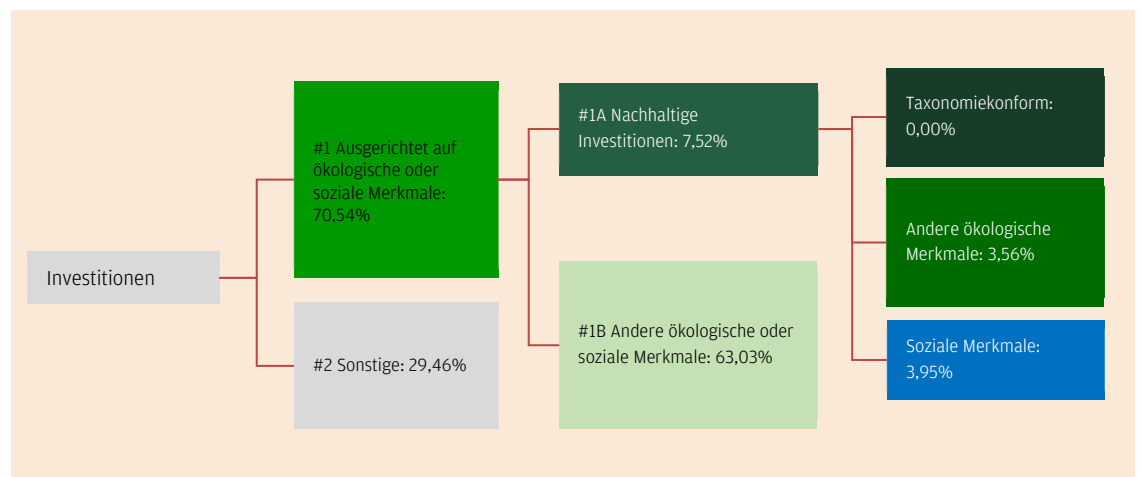 Investitionen
#1 Ausgerichtet auf
ökologische oder
soziale Merkmale:
70,54%
#2 Sonstige: 29,46%
#1A Nachhaltige
Investitionen: 7,52%
#1B Andere ökologische oder
soziale Merkmale: 63,03%
Taxonomiekonform:
0,00%
Andere ökologische
Merkmale: 3,56%
Soziale Merkmale:
3,95%